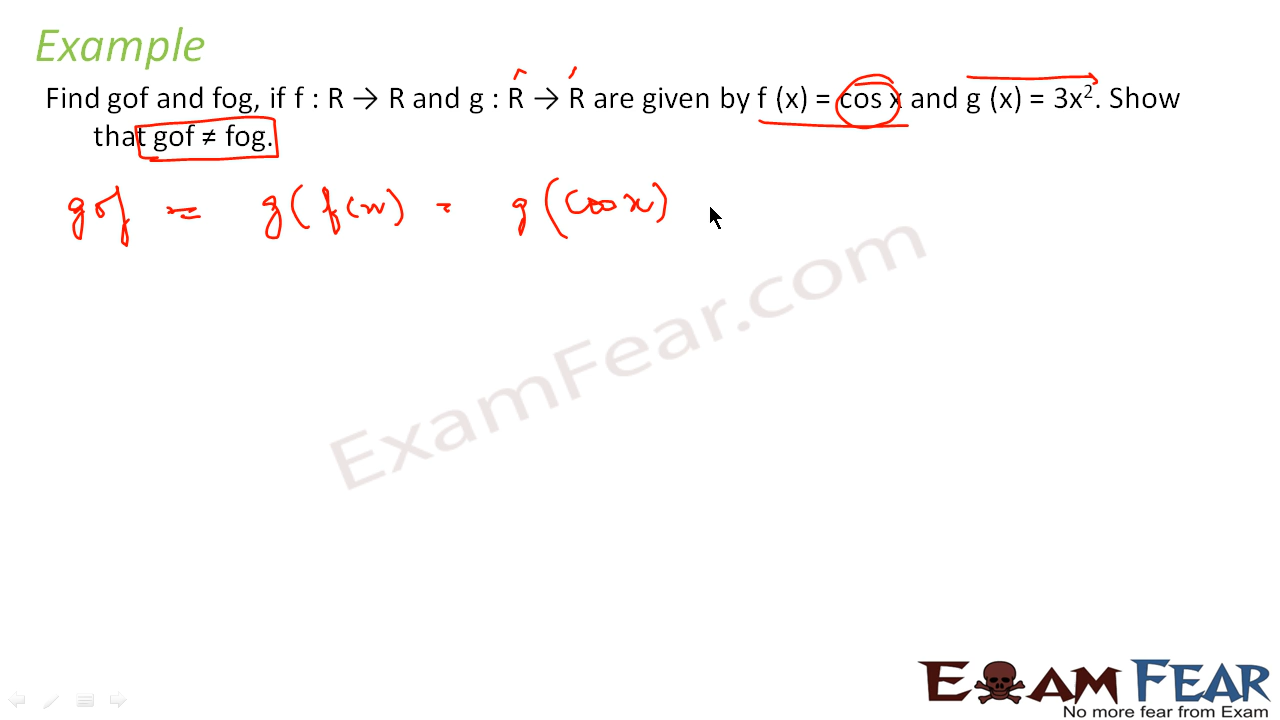 Example
Find gof and fog, if f : R → R and g : R → R are given by f (x) = cos x and g (x) = 3x². Show
that gof ≠ fog.
gof = g(f(x) = g(cos x)
ExamFear.com
EXAM FEAR
No more fear from Exam